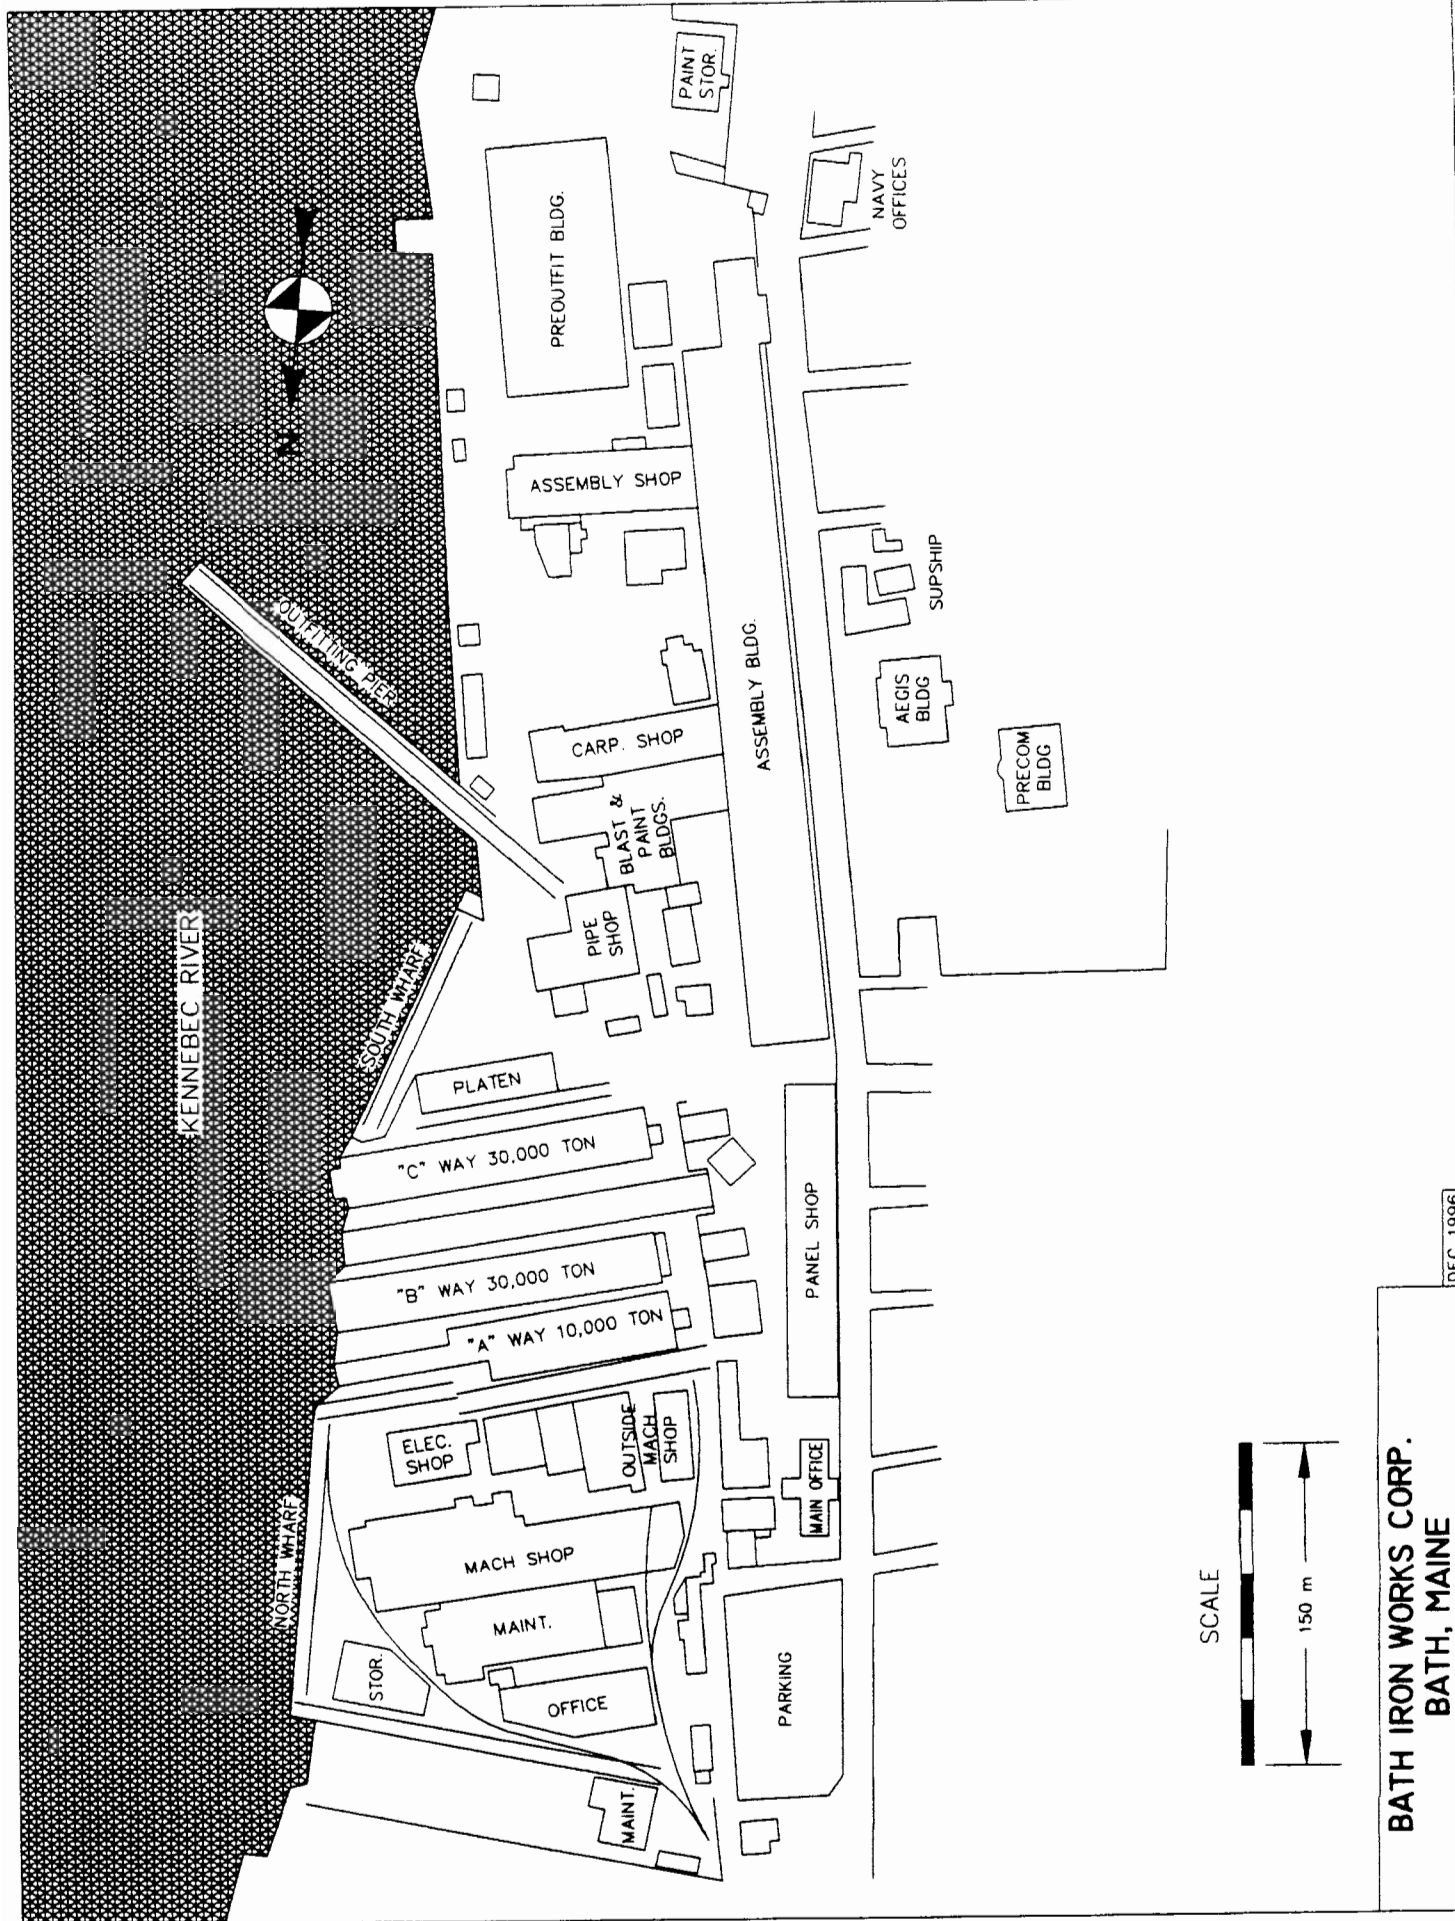 KENNEBEC RIVER
N
NORTH WHARF
SOUTH WHARF
OUTFITTING PIER
STOR.
MAINT.
OFFICE
MAINT.
MACH SHOP
ELEC.
SHOP
OUTSIDE
MACH
SHOP
"A" WAY 10,000 TON
"B" WAY 30,000 TON
"C" WAY 30,000 TON
PLATEN
PIPE
SHOP
BLAST &
PAINT
BLDGS.
CARP. SHOP
ASSEMBLY SHOP
PREOUTFIT BLDG.
PAINT
STOR.
PARKING
MAIN OFFICE
PANEL SHOP
ASSEMBLY BLDG.
NAVY
OFFICES
SUPSHIP
AEGIS
BLDG
PRECOM
BLDG
SCALE
150 m
BATH IRON WORKS CORP.
BATH, MAINE
DEC 1996